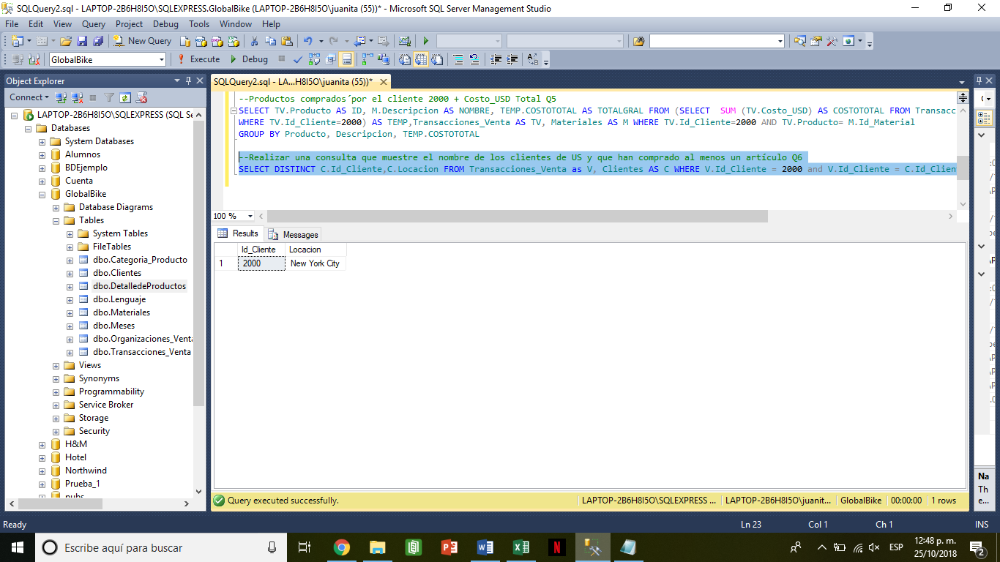 SQLQuery2.sql - LAPTOP-2B6H8I5O\SQLEXPRESS.GlobalBike (LAPTOP-2B6H8I5O\juanita (55))* - Microsoft SQL Server Management Studio
File Edit View Query Project Debug Tools Window Help
New Query
GlobalBike Execute Debug
Object Explorer
Connect
LAPTOP-2B6H8I5O\SQLEXPRESS (SQL Se
Databases
System Databases
Alumnos
BDEjemplo
Cuenta
GlobalBike
Database Diagrams
Tables
System Tables
FileTables
dbo.Categoria_Producto
dbo.Clientes
dbo.DetalledeProductos
dbo.Lenguaje
dbo.Materiales
dbo.Meses
dbo.Organizaciones_Venta
dbo.Transacciones_Venta
Views
Synonyms
Programmability
Service Broker
Storage
Security
H&M
Hotel
Northwind
Prueba_1
pubs
SQLQuery2.sql - LA...H8I5O\juanita (55))*
--Productos comprados´por el cliente 2000 + Costo_USD Total Q5
SELECT TV.Producto AS ID, M.Descripcion AS NOMBRE, TEMP.COSTOTOTAL AS TOTALGRAL FROM (SELECT  SUM (TV.Costo_USD) AS COSTOTOTAL FROM Transacc
WHERE TV.Id_Cliente=2000) AS TEMP,Transacciones_Venta AS TV, Materiales AS M WHERE TV.Id_Cliente=2000 AND TV.Producto= M.Id_Material
GROUP BY Producto, Descripcion, TEMP.COSTOTOTAL
--Realizar una consulta que muestre el nombre de los clientes de US y que han comprado al menos un artículo Q6
SELECT DISTINCT C.Id_Cliente,C.Locacion FROM Transacciones_Venta as V, Clientes AS C WHERE V.Id_Cliente = 2000 and V.Id_Cliente = C.Id_Client
100 %
Results Messages
Id_Cliente Locacion
1 2000 New York City
Query executed successfully. LAPTOP-2B6H8I5O\SQLEXPRESS ... LAPTOP-2B6H8I5O\juanit... GlobalBike 00:00:00 1 rows
Na
Th
e...
Ready Ln 23 Col 1 Ch 1 INS
Escribe aquí para buscar
ESP
12:48 p. m.
25/10/2018
2